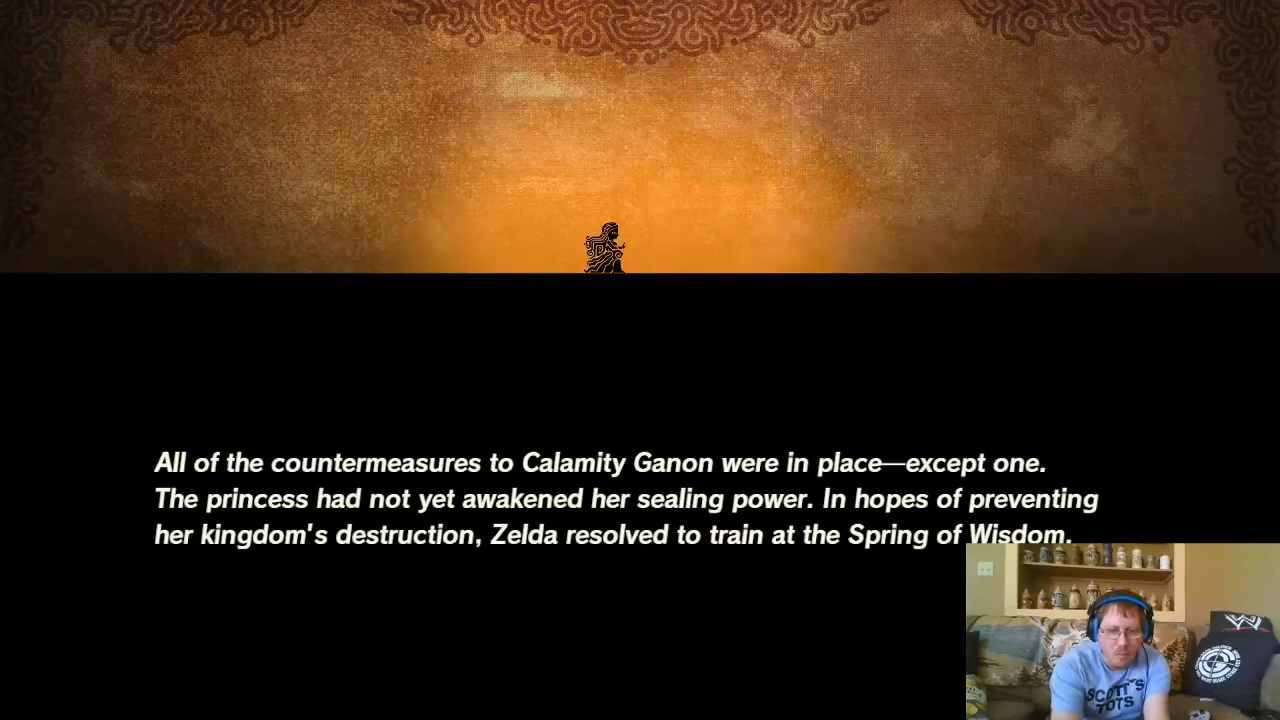 All of the countermeasures to Calamity Ganon were in place—except one.
The princess had not yet awakened her sealing power. In hopes of preventing
her kingdom's destruction, Zelda resolved to train at the Spring of Wisdom.
SCOTT'S
TOTS
W